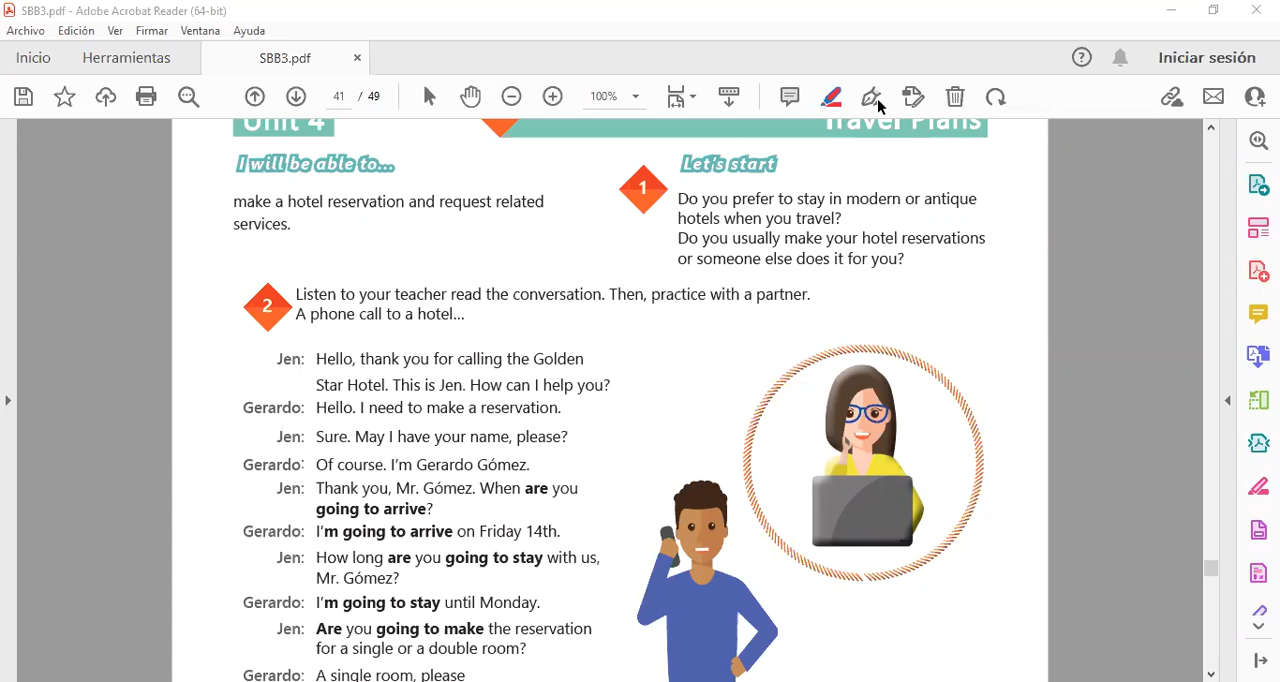 SBB3.pdf - Adobe Acrobat Reader (64-bit)
Archivo Edición Ver Firmar Ventana Ayuda
Inicio Herramientas SBB3.pdf × Iniciar sesión
41 / 49 100%
Unit 4 Travel Plans
I will be able to...
make a hotel reservation and request related
services.
Let's start
1
Do you prefer to stay in modern or antique
hotels when you travel?
Do you usually make your hotel reservations
or someone else does it for you?
2
Listen to your teacher read the conversation. Then, practice with a partner.
A phone call to a hotel...
Jen: Hello, thank you for calling the Golden
Star Hotel. This is Jen. How can I help you?
Gerardo: Hello. I need to make a reservation.
Jen: Sure. May I have your name, please?
Gerardo: Of course. I'm Gerardo Gómez.
Jen: Thank you, Mr. Gómez. When are you
going to arrive?
Gerardo: I'm going to arrive on Friday 14th.
Jen: How long are you going to stay with us,
Mr. Gómez?
Gerardo: I'm going to stay until Monday.
Jen: Are you going to make the reservation
for a single or a double room?
Gerardo: A single room, please